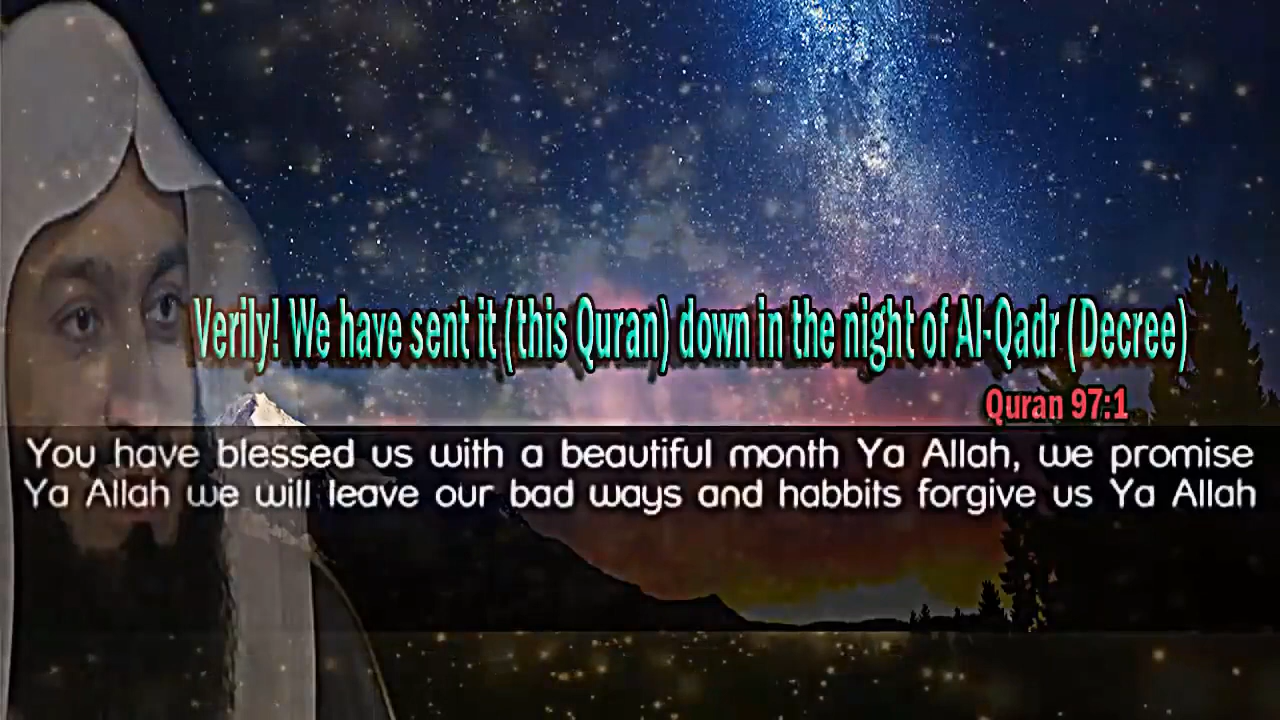 Verily! We have sent it (this Quran) down in the night of Al-Qadr (Decree)
Quran 97:1
You have blessed us with a beautiful month Ya Allah, we promise
Ya Allah we will leave our bad ways and habbits forgive us Ya Allah